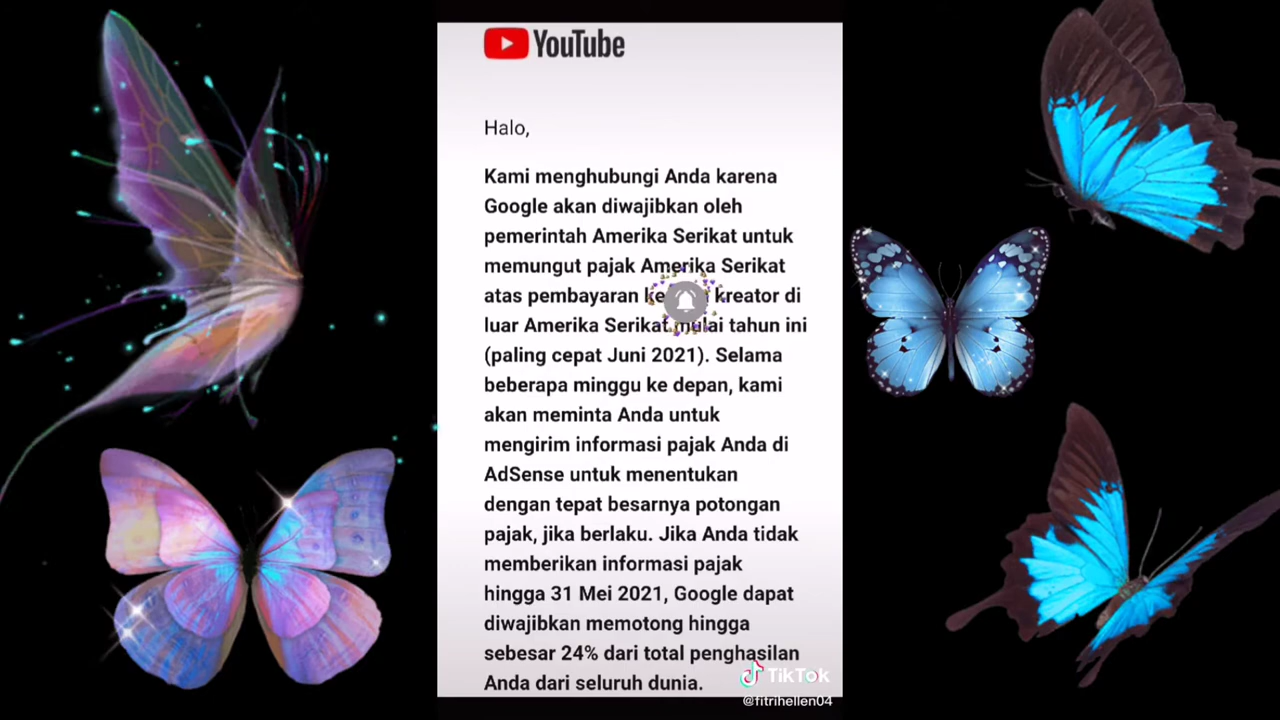 YouTube
Halo,
Kami menghubungi Anda karena
Google akan diwajibkan oleh
pemerintah Amerika Serikat untuk
memungut pajak Amerika Serikat
atas pembayaran kreator di
luar Amerika Serikat mulai tahun ini
(paling cepat Juni 2021). Selama
beberapa minggu ke depan, kami
akan meminta Anda untuk
mengirim informasi pajak Anda di
AdSense untuk menentukan
dengan tepat besarnya potongan
pajak, jika berlaku. Jika Anda tidak
memberikan informasi pajak
hingga 31 Mei 2021, Google dapat
diwajibkan memotong hingga
sebesar 24% dari total penghasilan
Anda dari seluruh dunia.
TikTok
@fitrihellen04